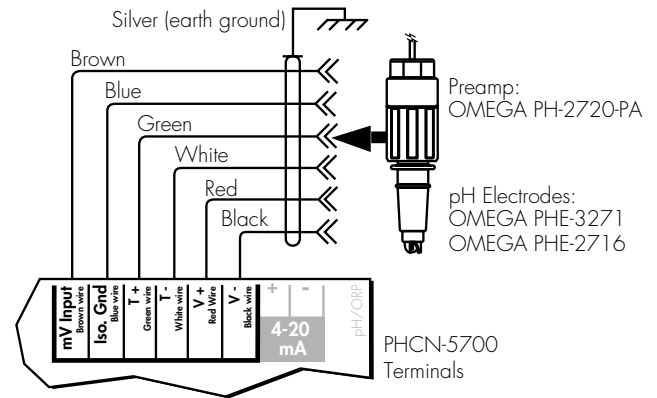 Silver (earth ground)
Brown
Blue
Green
White
Red
Black
Preamp:
OMEGA PH-2720-PA
pH Electrodes:
OMEGA PHE-3271
OMEGA PHE-2716
mV Input
Brown wire
Iso. Gnd
Blue wire
T +
Green wire
T -
White wire
V +
Red Wire
V -
Black wire
+
-
4-20
mA
pH/ORP
PHCN-5700
Terminals